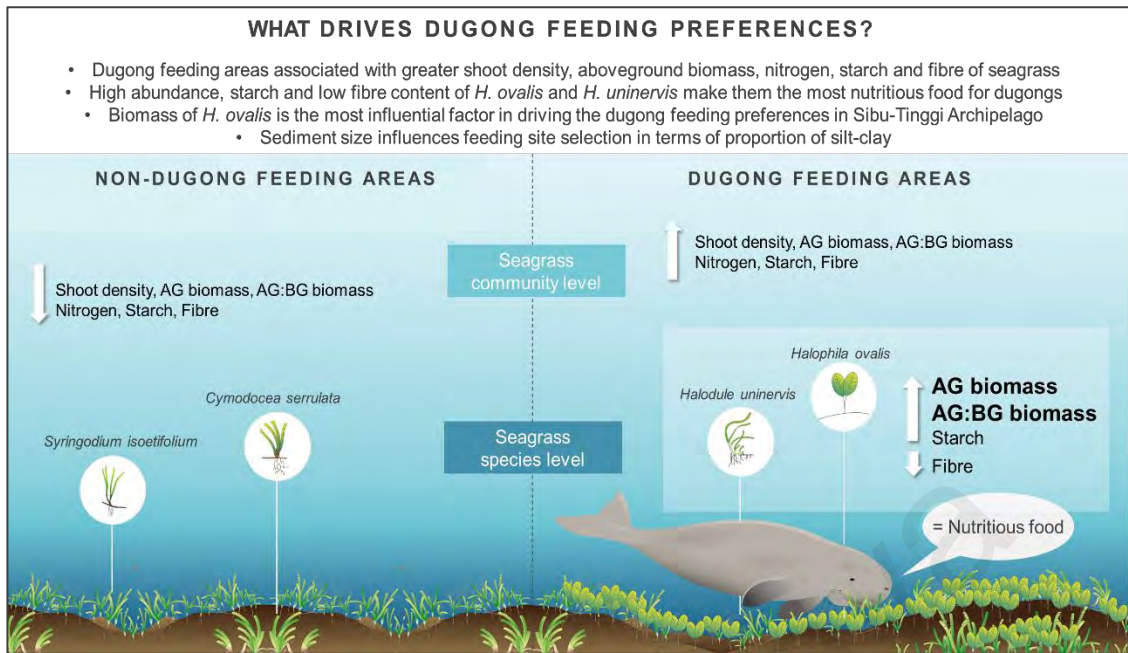 WHAT DRIVES DUGONG FEEDING PREFERENCES?
• Dugong feeding areas associated with greater shoot density, aboveground biomass, nitrogen, starch and fibre of seagrass
• High abundance, starch and low fibre content of H. ovalis and H. uninervis make them the most nutritious food for dugongs
• Biomass of H. ovalis is the most influential factor in driving the dugong feeding preferences in Sibu-Tinggi Archipelago
• Sediment size influences feeding site selection in terms of proportion of silt-clay
NON-DUGONG FEEDING AREAS
Shoot density, AG biomass, AG:BG biomass
Nitrogen, Starch, Fibre
Syringodium isoetifolium
Cymodocea serrulata
Seagrass
community level
Seagrass
species level
DUGONG FEEDING AREAS
Shoot density, AG biomass, AG:BG biomass
Nitrogen, Starch, Fibre
Halophila ovalis
Halodule uninervis
AG biomass
AG:BG biomass
Starch
Fibre
= Nutritious food